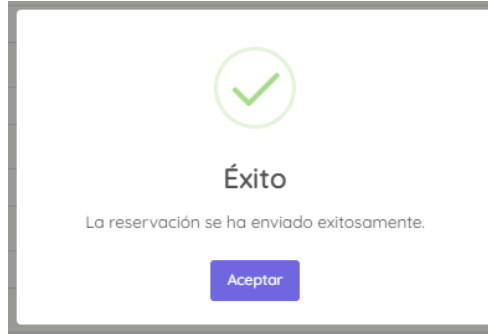 Éxito
La reservación se ha enviado exitosamente.
Aceptar